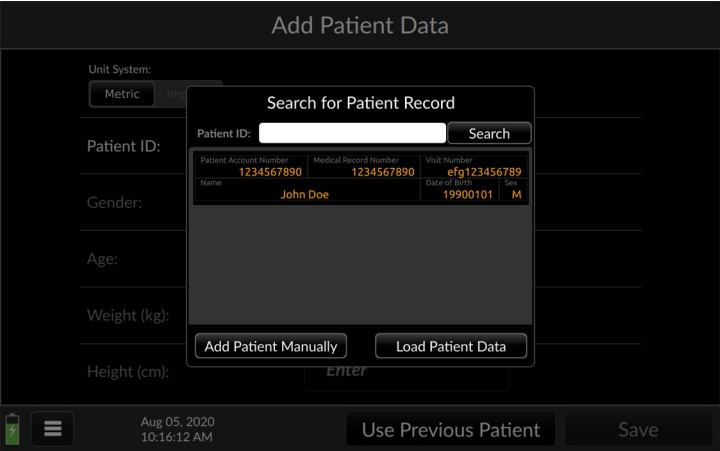 Add Patient Data
Unit System:
Metric
Search for Patient Record
Patient ID:
Search
Patient Account Number Medical Record Number Visit Number
1234567890 1234567890 efg123456789
Name Date of Birth Sex
John Doe 19900101 M
Add Patient Manually Load Patient Data
Patient ID:
Gender:
Age:
Weight (kg):
Height (cm):
Enter
Aug 05, 2020
10:16:12 AM
Use Previous Patient
Save